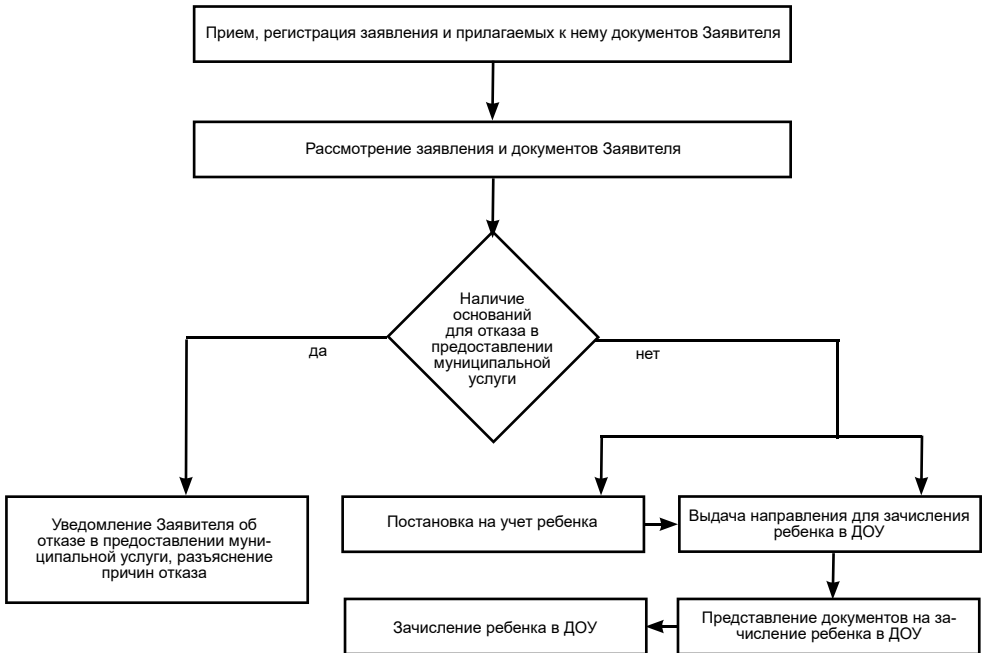 Прием, регистрация заявления и прилагаемых к нему документов Заявителя
Рассмотрение заявления и документов Заявителя
Наличие
оснований
для отказа в
предоставлении
муниципальной
услуги
да
нет
Уведомление Заявителя об
отказе в предоставлении муни-
ципальной услуги, разъяснение
причин отказа
Постановка на учет ребенка
Выдача направления для зачисления
ребенка в ДОУ
Зачисление ребенка в ДОУ
Представление документов на за-
числение ребенка в ДОУ